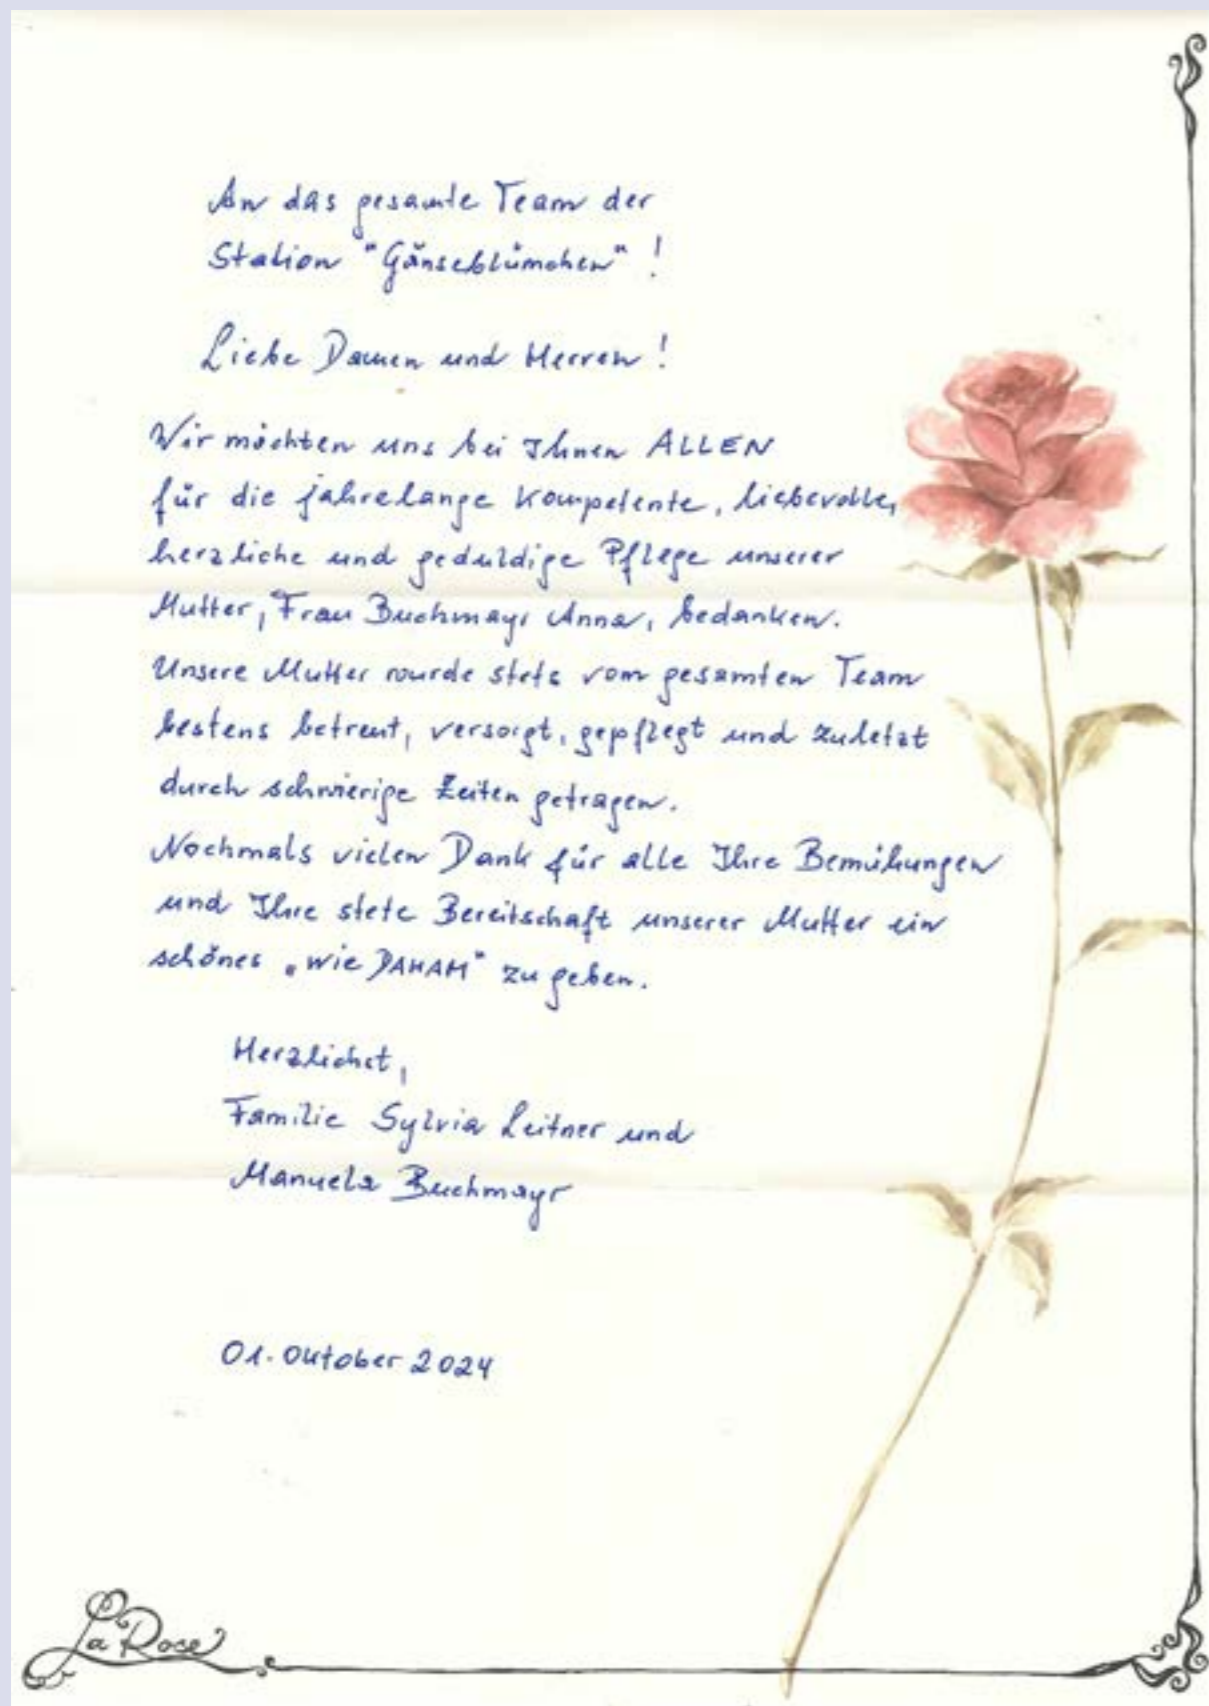 An das gesamte Team der
Station "Gänseblümchen" !
Liebe Damen und Herren !
Wir möchten uns bei Ihnen ALLEN
für die jahrelange kompetente, liebevolle,
herzliche und geduldige Pflege unserer
Mutter, Frau Buchmayr Anna, bedanken.
Unsere Mutter wurde stets vom gesamten Team
bestens betreut, versorgt, gepflegt und zuletzt
durch schwierige Zeiten getragen.
Nochmals vielen Dank für alle Ihre Bemühungen
und Ihre stete Bereitschaft unserer Mutter ein
schönes „wie DAHAM" zu geben.
Herzlichst,
Familie Sylvia Leitner und
Manuela Buchmayr
01. Oktober 2024
La Rose